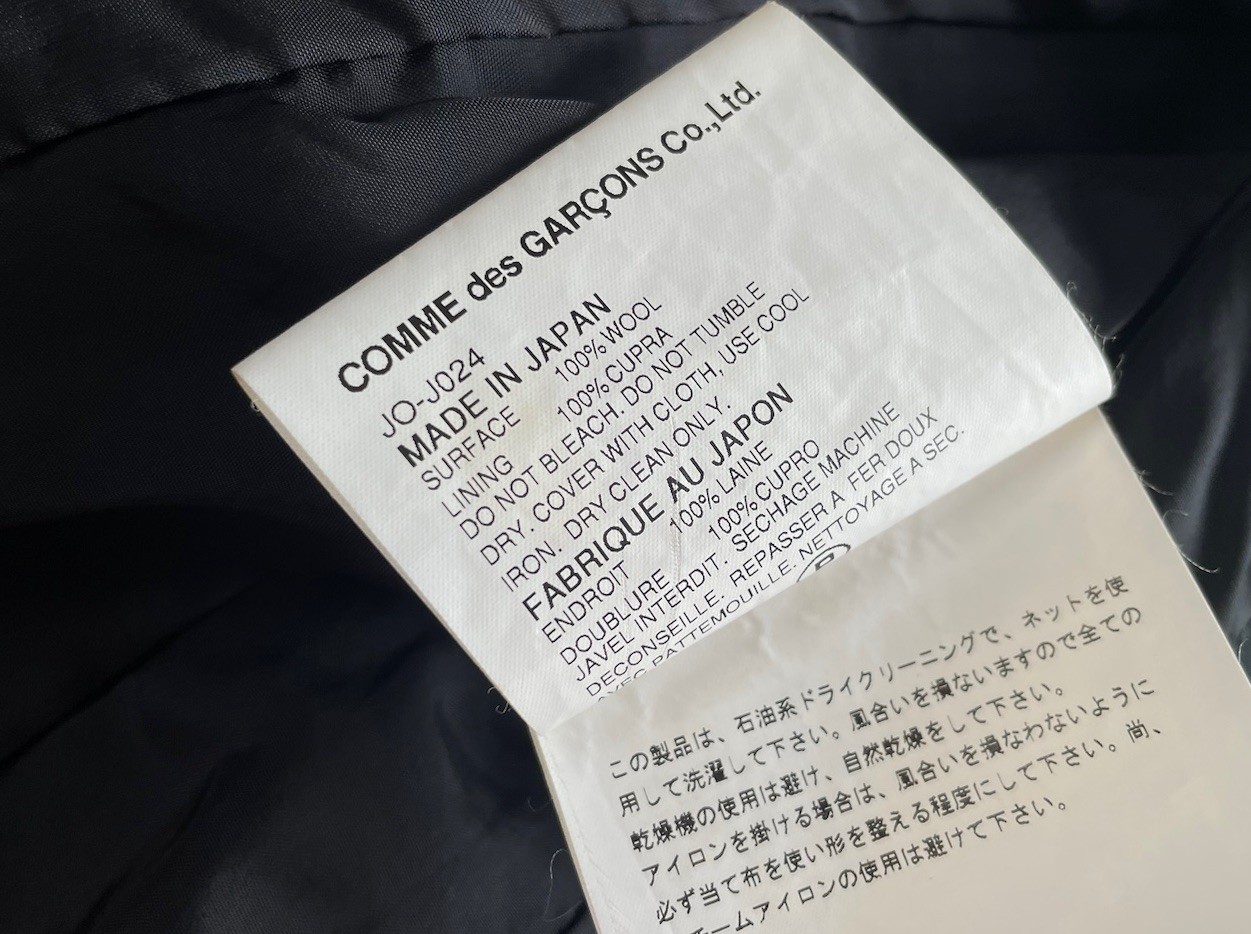 COMME des GARÇONS Co.,Ltd.
JO-J024
MADE IN JAPAN
SURFACE 100% WOOL
LINING 100% CUPRA
DO NOT BLEACH. DO NOT TUMBLE
DRY. COVER WITH CLOTH, USE COOL
IRON. DRY CLEAN ONLY.
FABRIQUE AU JAPON
ENDROIT 100% LAINE
DOUBLURE 100% CUPRO
JAVEL INTERDIT. SECHAGE MACHINE
DECONSEILLE. REPASSER A FER DOUX
AVEC PATTEMOUILLE. NETTOYAGE A SEC.
P
この製品は、石油系ドライクリーニングで、ネットを使
用して洗濯して下さい。風合いを損ないますので全ての
乾燥機の使用は避け、自然乾燥をして下さい。
アイロンを掛ける場合は、風合いを損なわないように
必ず当て布を使い形を整える程度にして下さい。尚、
チームアイロンの使用は避けて下さい。